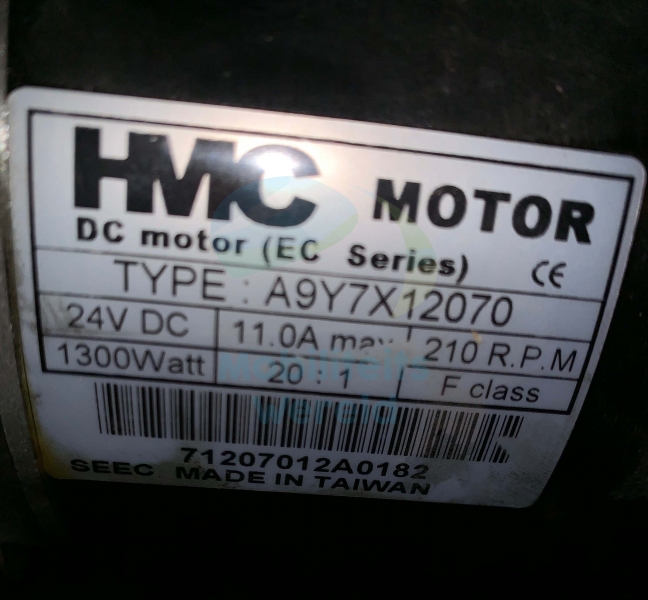 HMC MOTOR
DC motor (EC Series) CE
TYPE : A9Y7X12070
24V DC 11.0A max 210 R.P.M
1300Watt 20 : 1 F class
71207012A0182
SEEC MADE IN TAIWAN